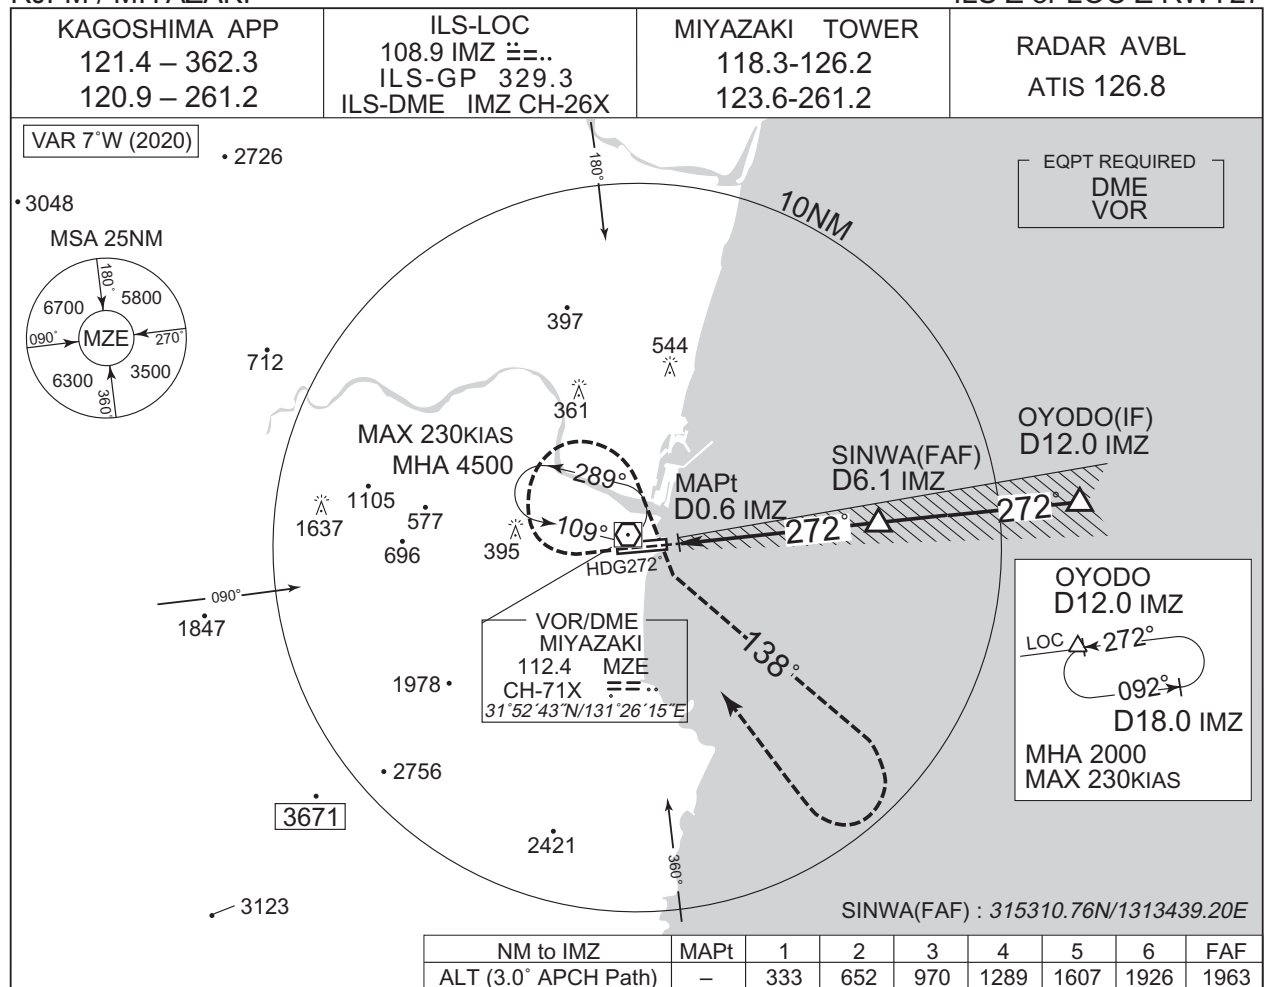 KAGOSHIMA APP
121.4 – 362.3
120.9 – 261.2
ILS-LOC
108.9 IMZ
ILS-GP 329.3
ILS-DME IMZ CH-26X
MIYAZAKI TOWER
118.3-126.2
123.6-261.2
RADAR AVBL
ATIS 126.8
VAR 7°W (2020)
2726
3048
MSA 25NM
180°
6700
5800
090°
MZE
270°
6300
3500
360°
180°
10NM
EQPT REQUIRED
DME
VOR
397
712
544
361
MAX 230KIAS
MHA 4500
289°
109°
1105
1637
577
696
395
HDG272°
MAPt
D0.6 IMZ
SINWA(FAF)
D6.1 IMZ
OYODO(IF)
D12.0 IMZ
272°
272°
090°
1847
VOR/DME
MIYAZAKI
112.4 MZE
CH-71X
31°52´43˝N/131°26´15˝E
138°
OYODO
D12.0 IMZ
LOC
272°
092°
D18.0 IMZ
MHA 2000
MAX 230KIAS
1978
2756
3671
2421
360°
3123
SINWA(FAF) : 315310.76N/1313439.20E
NM to IMZ MAPt 1 2 3 4 5 6 FAF
ALT (3.0° APCH Path) – 333 652 970 1289 1607 1926 1963